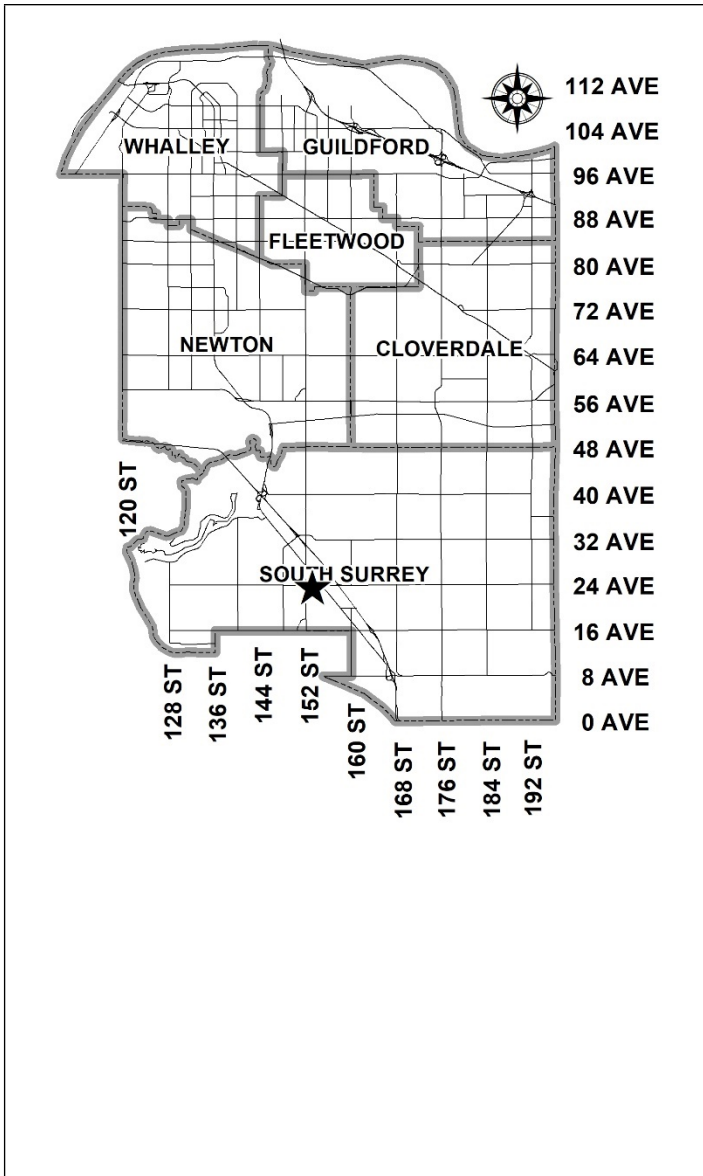 112 AVE
104 AVE
WHALLEY
GUILDFORD
96 AVE
88 AVE
FLEETWOOD
80 AVE
72 AVE
NEWTON
CLOVERDALE
64 AVE
56 AVE
48 AVE
120 ST
40 AVE
32 AVE
SOUTH SURREY
24 AVE
16 AVE
8 AVE
0 AVE
128 ST
136 ST
144 ST
152 ST
160 ST
168 ST
176 ST
184 ST
192 ST